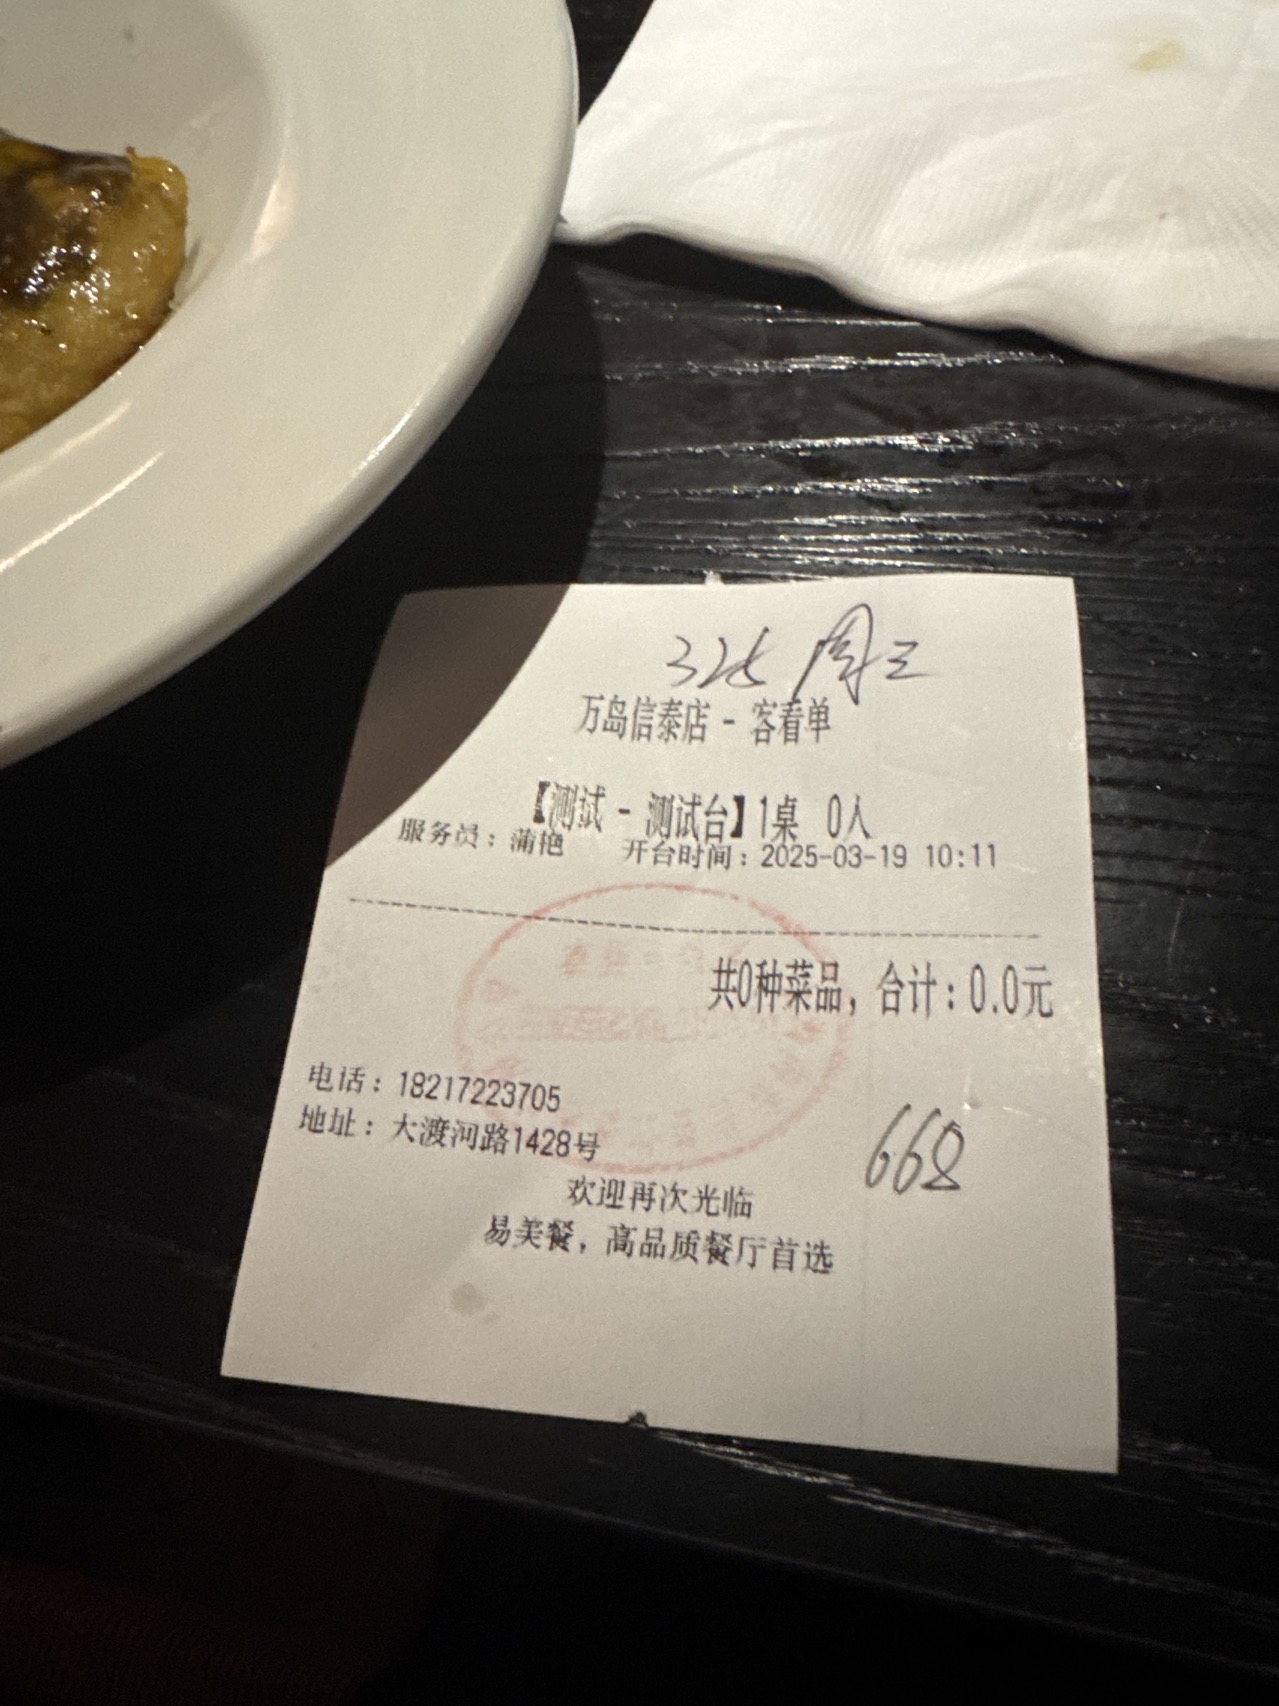 326 周三
万岛信泰店 - 客看单
【测试 - 测试台】1桌 0人
服务员：蒲艳 开台时间：2025-03-19 10:11
共0种菜品，合计：0.0元
电话：18217223705
地址：大渡河路1428号
668
欢迎再次光临
易美餐，高品质餐厅首选